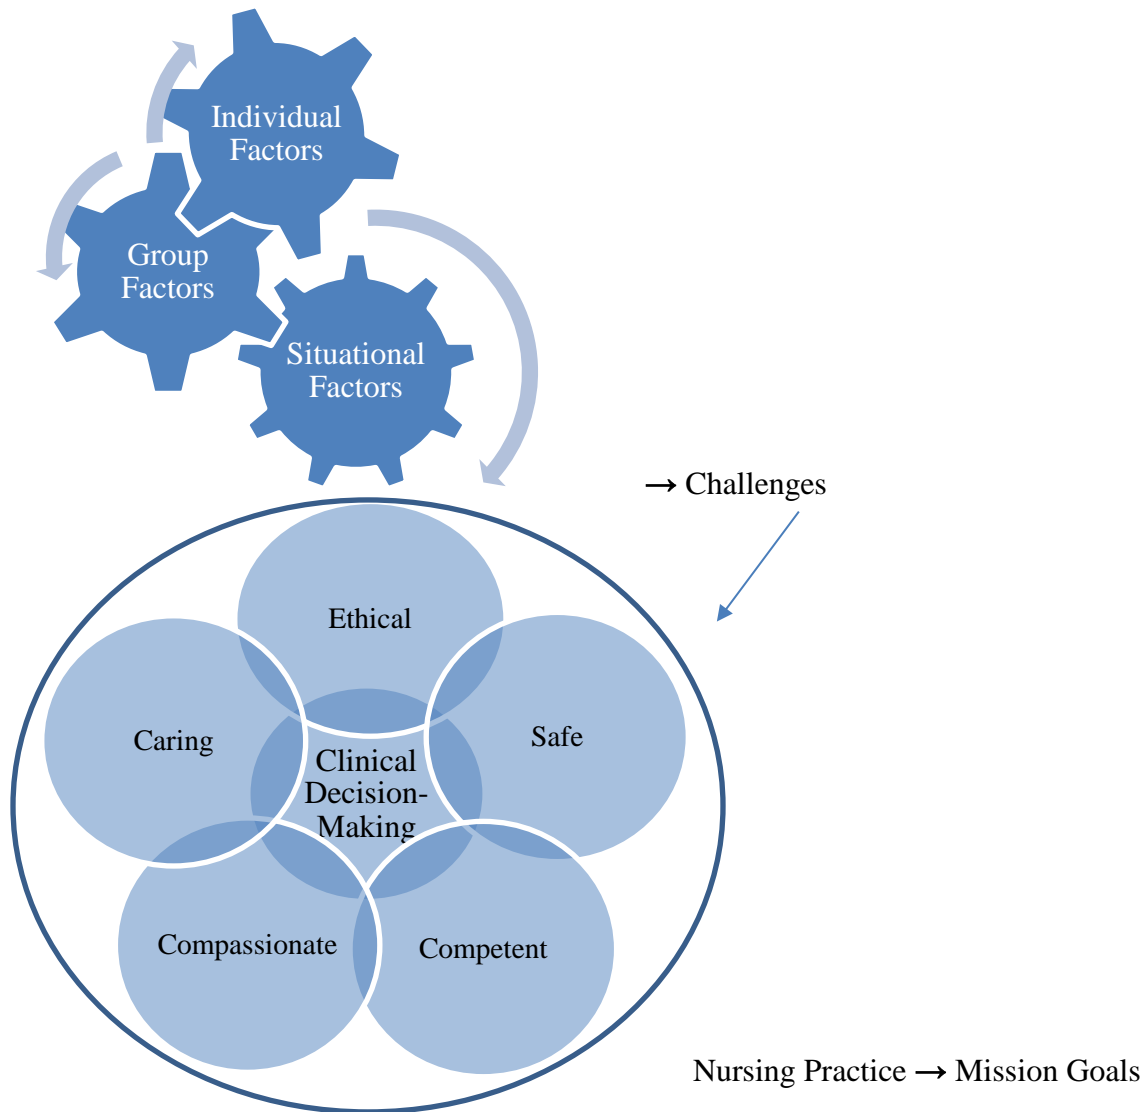 Individual
Factors
Group
Factors
Situational
Factors
→ Challenges
Ethical
Caring
Safe
Clinical
Decision-
Making
Compassionate
Competent
Nursing Practice → Mission Goals